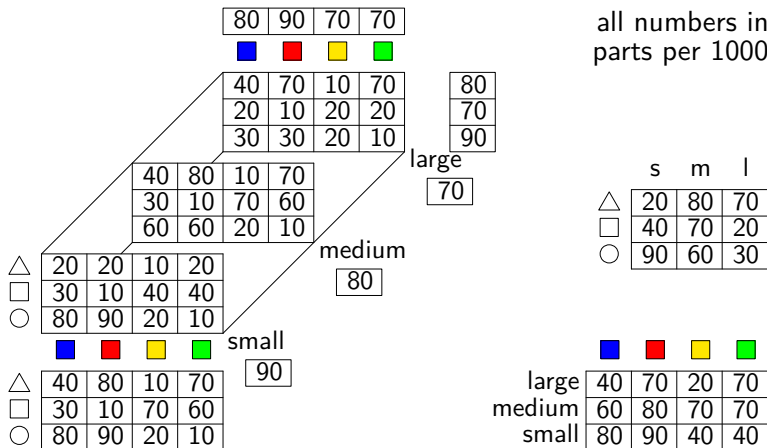 80 90 70 70
all numbers in
parts per 1000
40 70 10 70
20 10 20 20
30 30 20 10
80
70
90
large
70
40 80 10 70
30 10 70 60
60 60 20 10
medium
80
20 20 10 20
30 10 40 40
80 90 20 10
small
90
40 80 10 70
30 10 70 60
80 90 20 10
s m l
20 80 70
40 70 20
90 60 30
large 40 70 20 70
medium 60 80 70 70
small 80 90 40 40